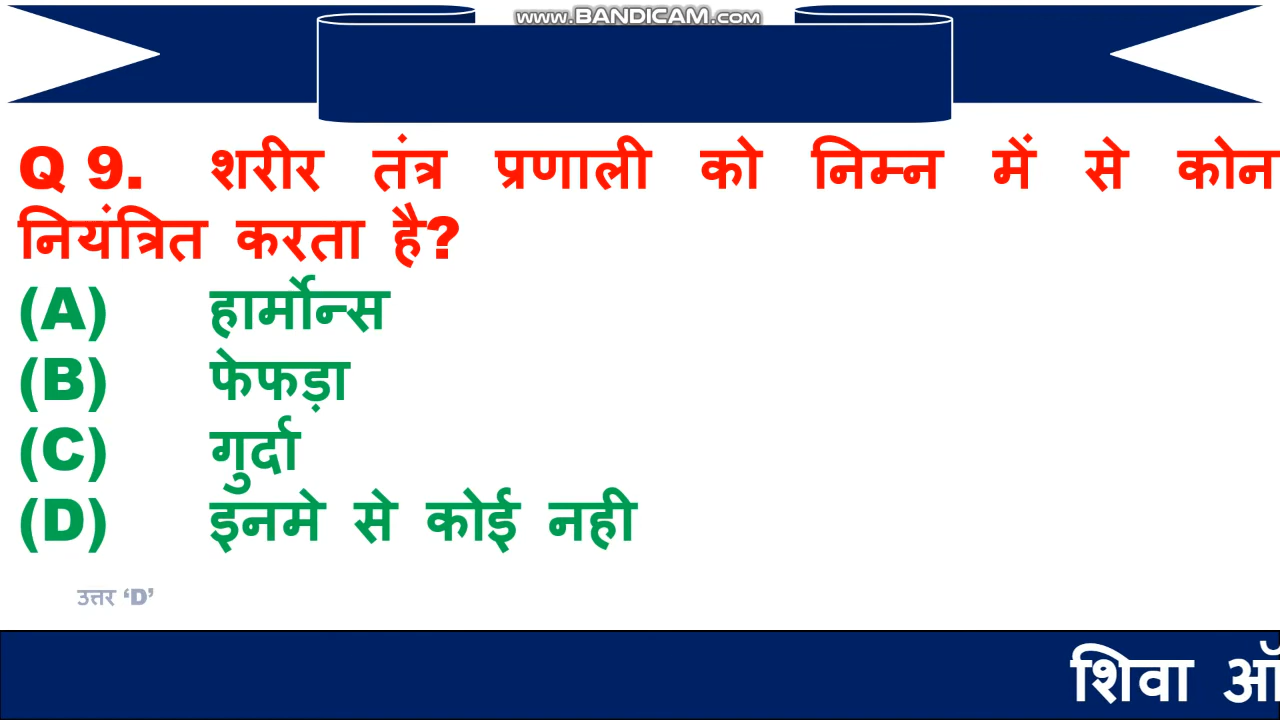 www.BANDICAM.com
Q 9. शरीर तंत्र प्रणाली को निम्न में से कोन
नियंत्रित करता है?
(A) हार्मोन्स
(B) फेफड़ा
(C) गुर्दा
(D) इनमे से कोई नही
उत्तर ‘D’
शिवा ऑ